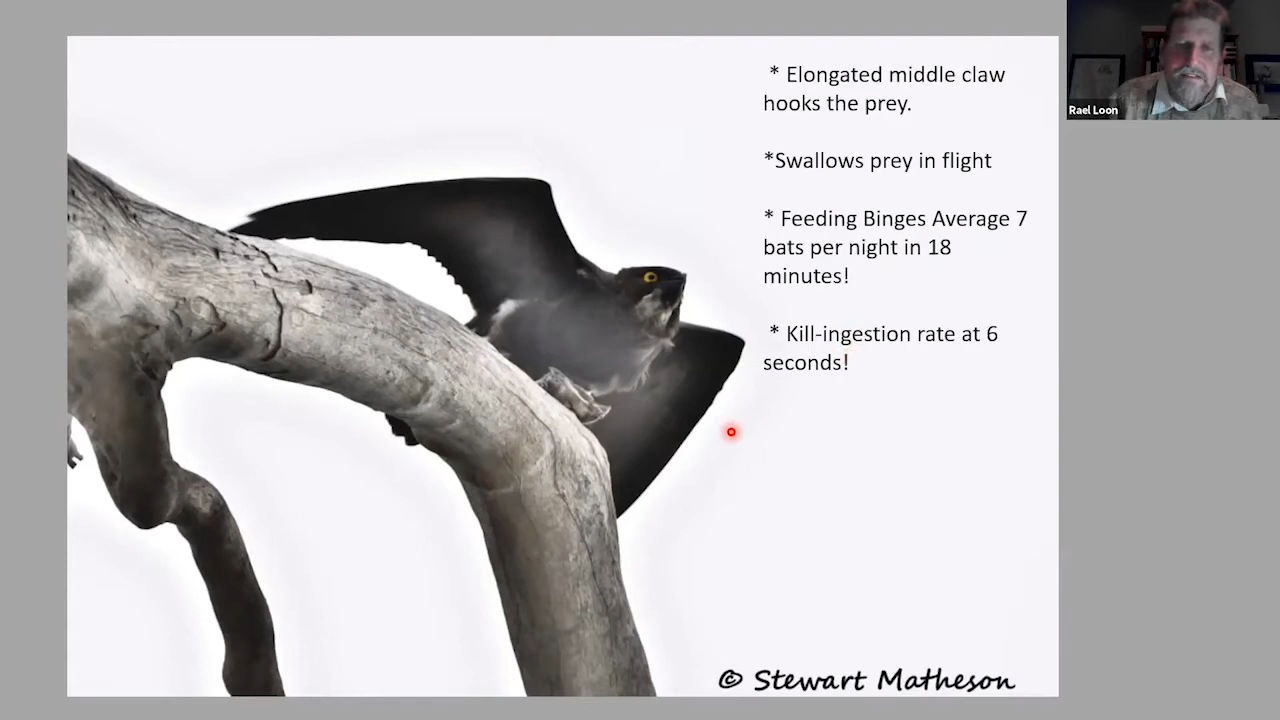 * Elongated middle claw
hooks the prey.
*Swallows prey in flight
* Feeding Binges Average 7
bats per night in 18
minutes!
* Kill-ingestion rate at 6
seconds!
© Stewart Matheson
Rael Loon